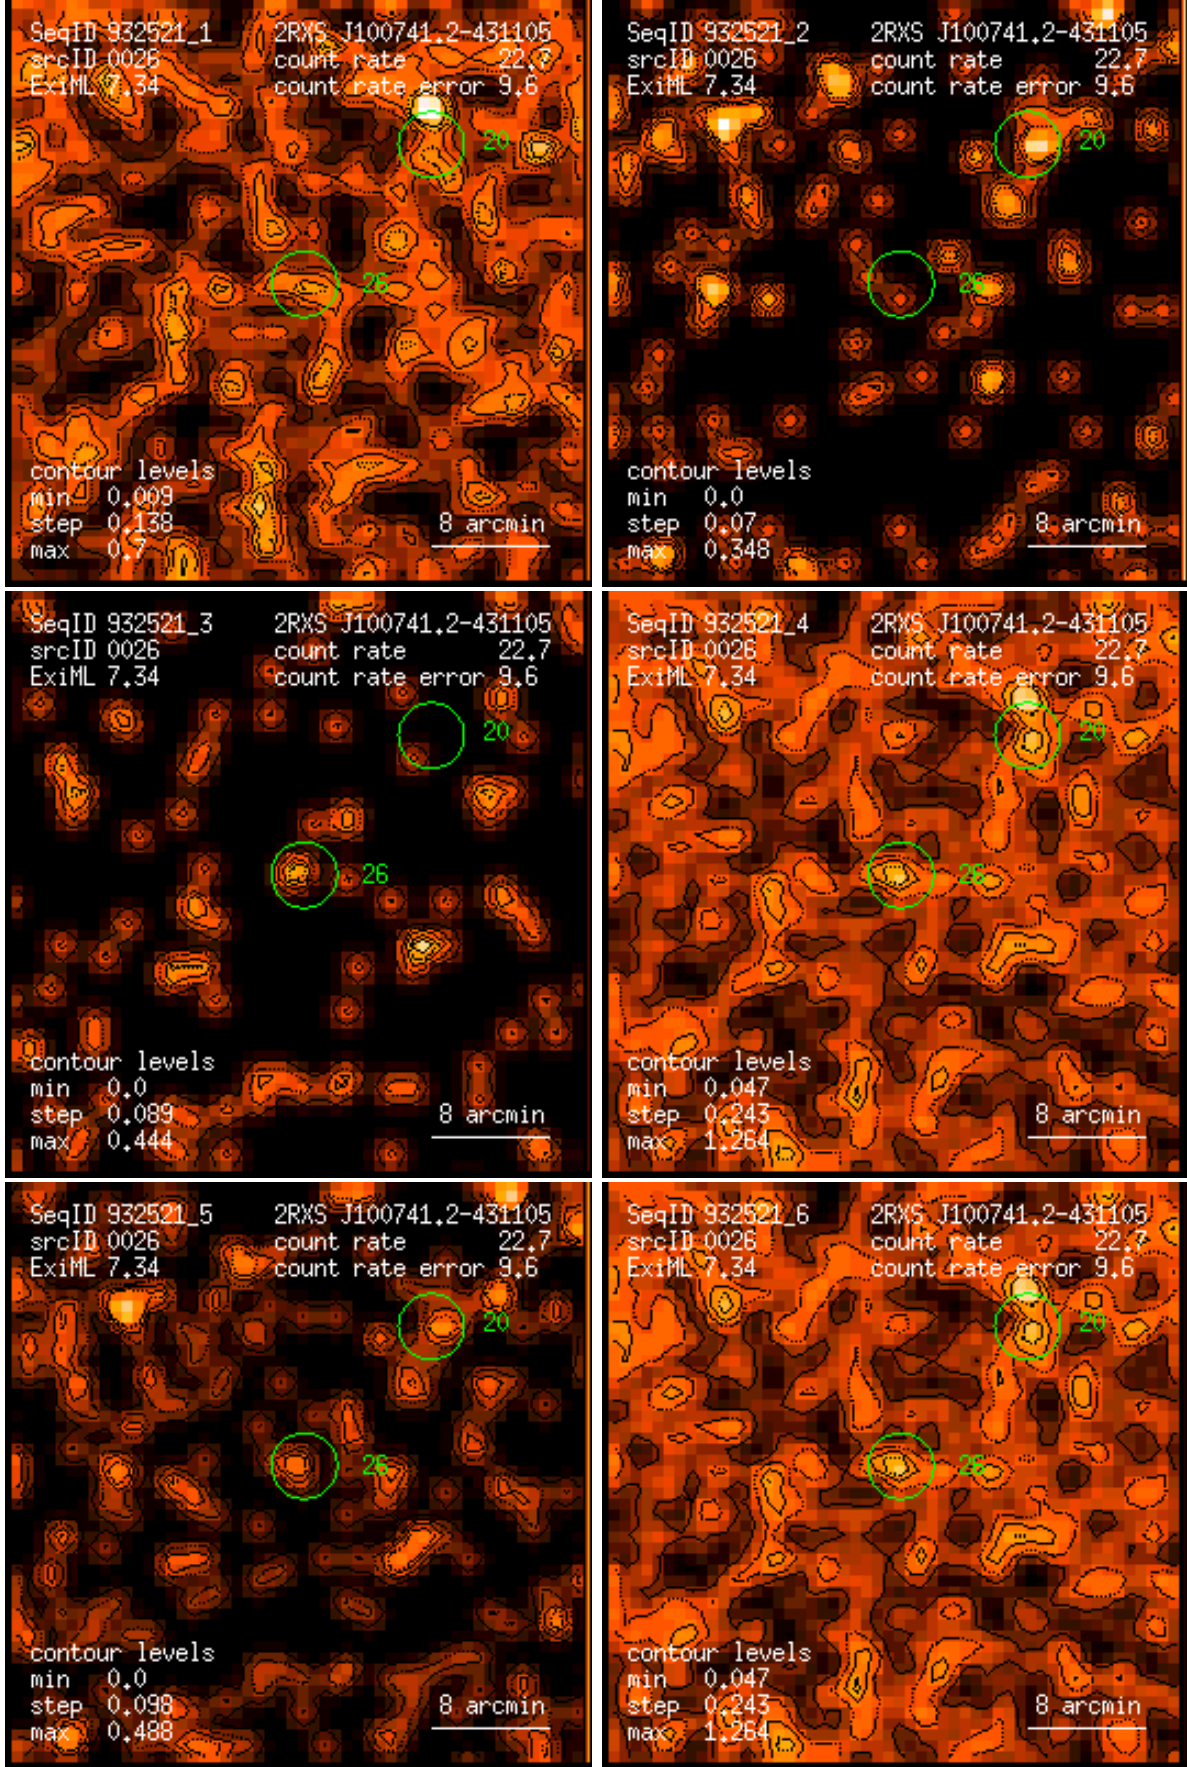 SeqID 932521_1 2RXS J100741.2-431105
srcID 0026 count rate 22.7
ExiML 7.34 count rate error 9.6
20
26
contour levels
min 0.009
step 0.138
max 0.7
8 arcmin
SeqID 932521_2 2RXS J100741.2-431105
srcID 0026 count rate 22.7
ExiML 7.34 count rate error 9.6
20
26
contour levels
min 0.0
step 0.07
max 0.348
8 arcmin
SeqID 932521_3 2RXS J100741.2-431105
srcID 0026 count rate 22.7
ExiML 7.34 count rate error 9.6
20
26
contour levels
min 0.0
step 0.089
max 0.444
8 arcmin
SeqID 932521_4 2RXS J100741.2-431105
srcID 0026 count rate 22.7
ExiML 7.34 count rate error 9.6
20
26
contour levels
min 0.047
step 0.243
max 1.264
8 arcmin
SeqID 932521_5 2RXS J100741.2-431105
srcID 0026 count rate 22.7
ExiML 7.34 count rate error 9.6
20
26
contour levels
min 0.0
step 0.098
max 0.488
8 arcmin
SeqID 932521_6 2RXS J100741.2-431105
srcID 0026 count rate 22.7
ExiML 7.34 count rate error 9.6
20
26
contour levels
min 0.047
step 0.243
max 1.264
8 arcmin